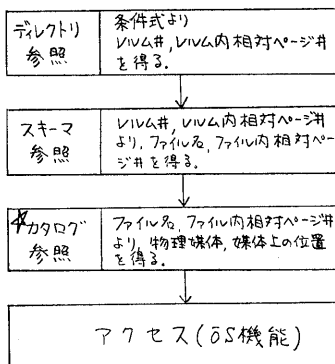 ディレクトリ
参照
条件式より
レルム#,レルム内相対ページ#
を得る.
スキーマ
参照
レルム#,レルム内相対ページ#
より,ファイル名,ファイル内相対ペー
ジ#を得る.
☆カタログ
参照
ファイル名,ファイル内相対ページ#
より,物理媒体,媒体上の位置
を得る.
アクセス(OS機能)